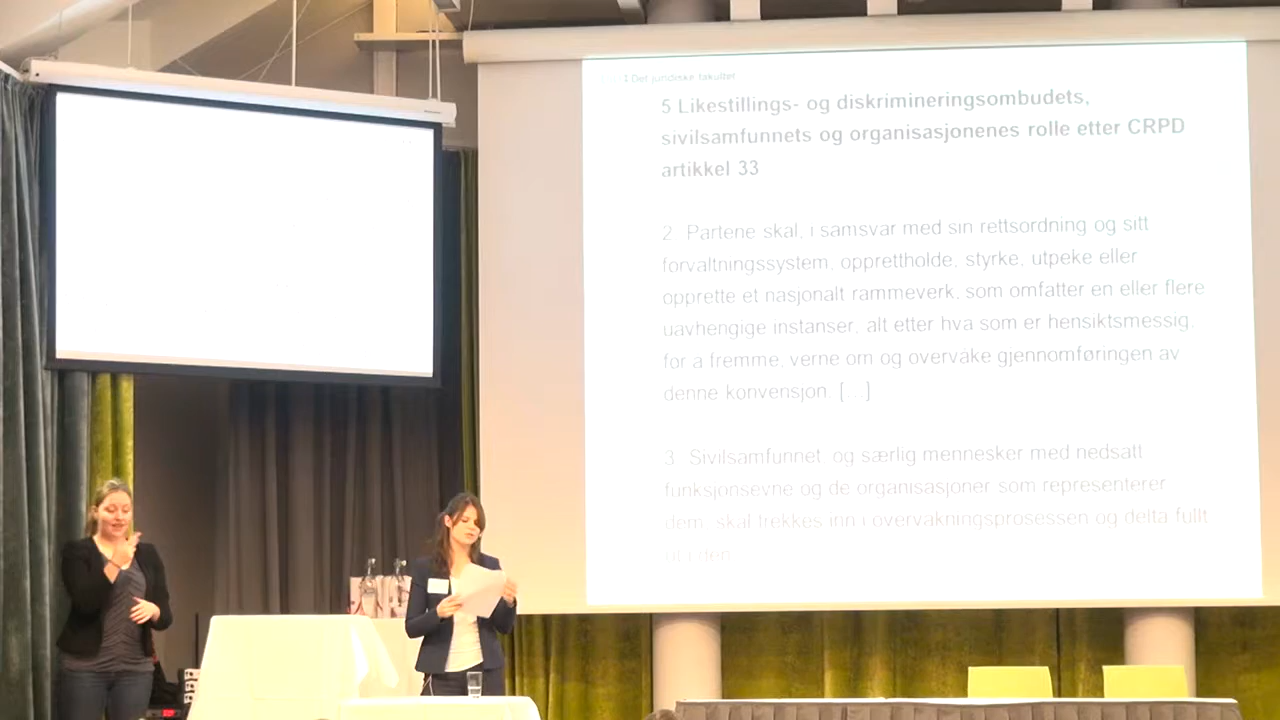 Det juridiske fakultet
5 Likestillings- og diskrimineringsombudets,
sivilsamfunnets og organisasjonenes rolle etter CRPD
artikkel 33
2 Partene skal, i samsvar med sin rettsordning og sitt
forvaltningssystem, opprettholde, styrke, utpeke eller
opprette et nasjonalt rammeverk, som omfatter en eller flere
uavhengige instanser, alt etter hva som er hensiktsmessig,
for å fremme, verne om og overvåke gjennomføringen av
denne konvensjon. [...]
3 Sivilsamfunnet, og særlig mennesker med nedsatt
funksjonsevne og de organisasjoner som representerer
dem, skal trekkes inn i overvåkningsprosessen og delta fullt
ut i den